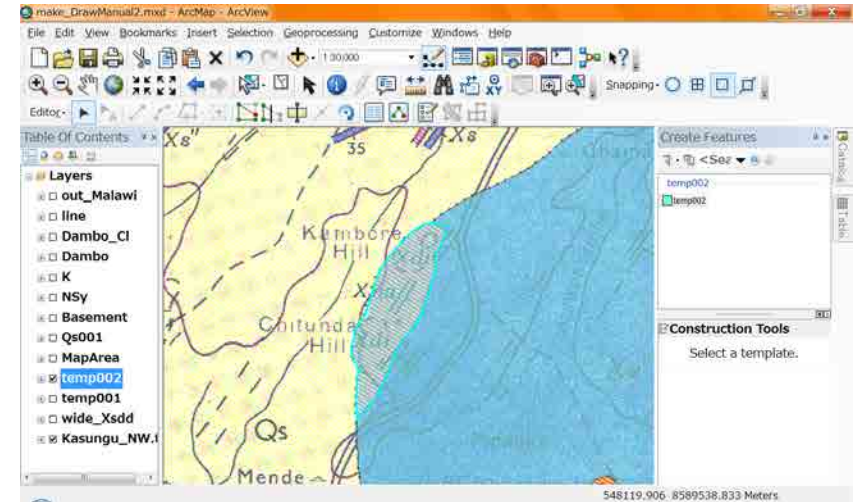 make_DrawManual2.mxd - ArcMap - ArcView
File Edit View Bookmarks Insert Selection Geoprocessing Customize Windows Help
1:30,000
Snapping
Editor
Table Of Contents
Layers
out_Malawi
line
Dambo_Cl
Dambo
K
NSy
Basement
Qs001
MapArea
temp002
temp001
wide_Xsdd
Kasungu_NW.t
Xs"
35
Xs
Kambore
Hill
Chitunda
Hill
Qs
Mende
Create Features
temp002
temp002
Construction Tools
Select a template.
Catalog
Table
548119.906 8589538.833 Meters